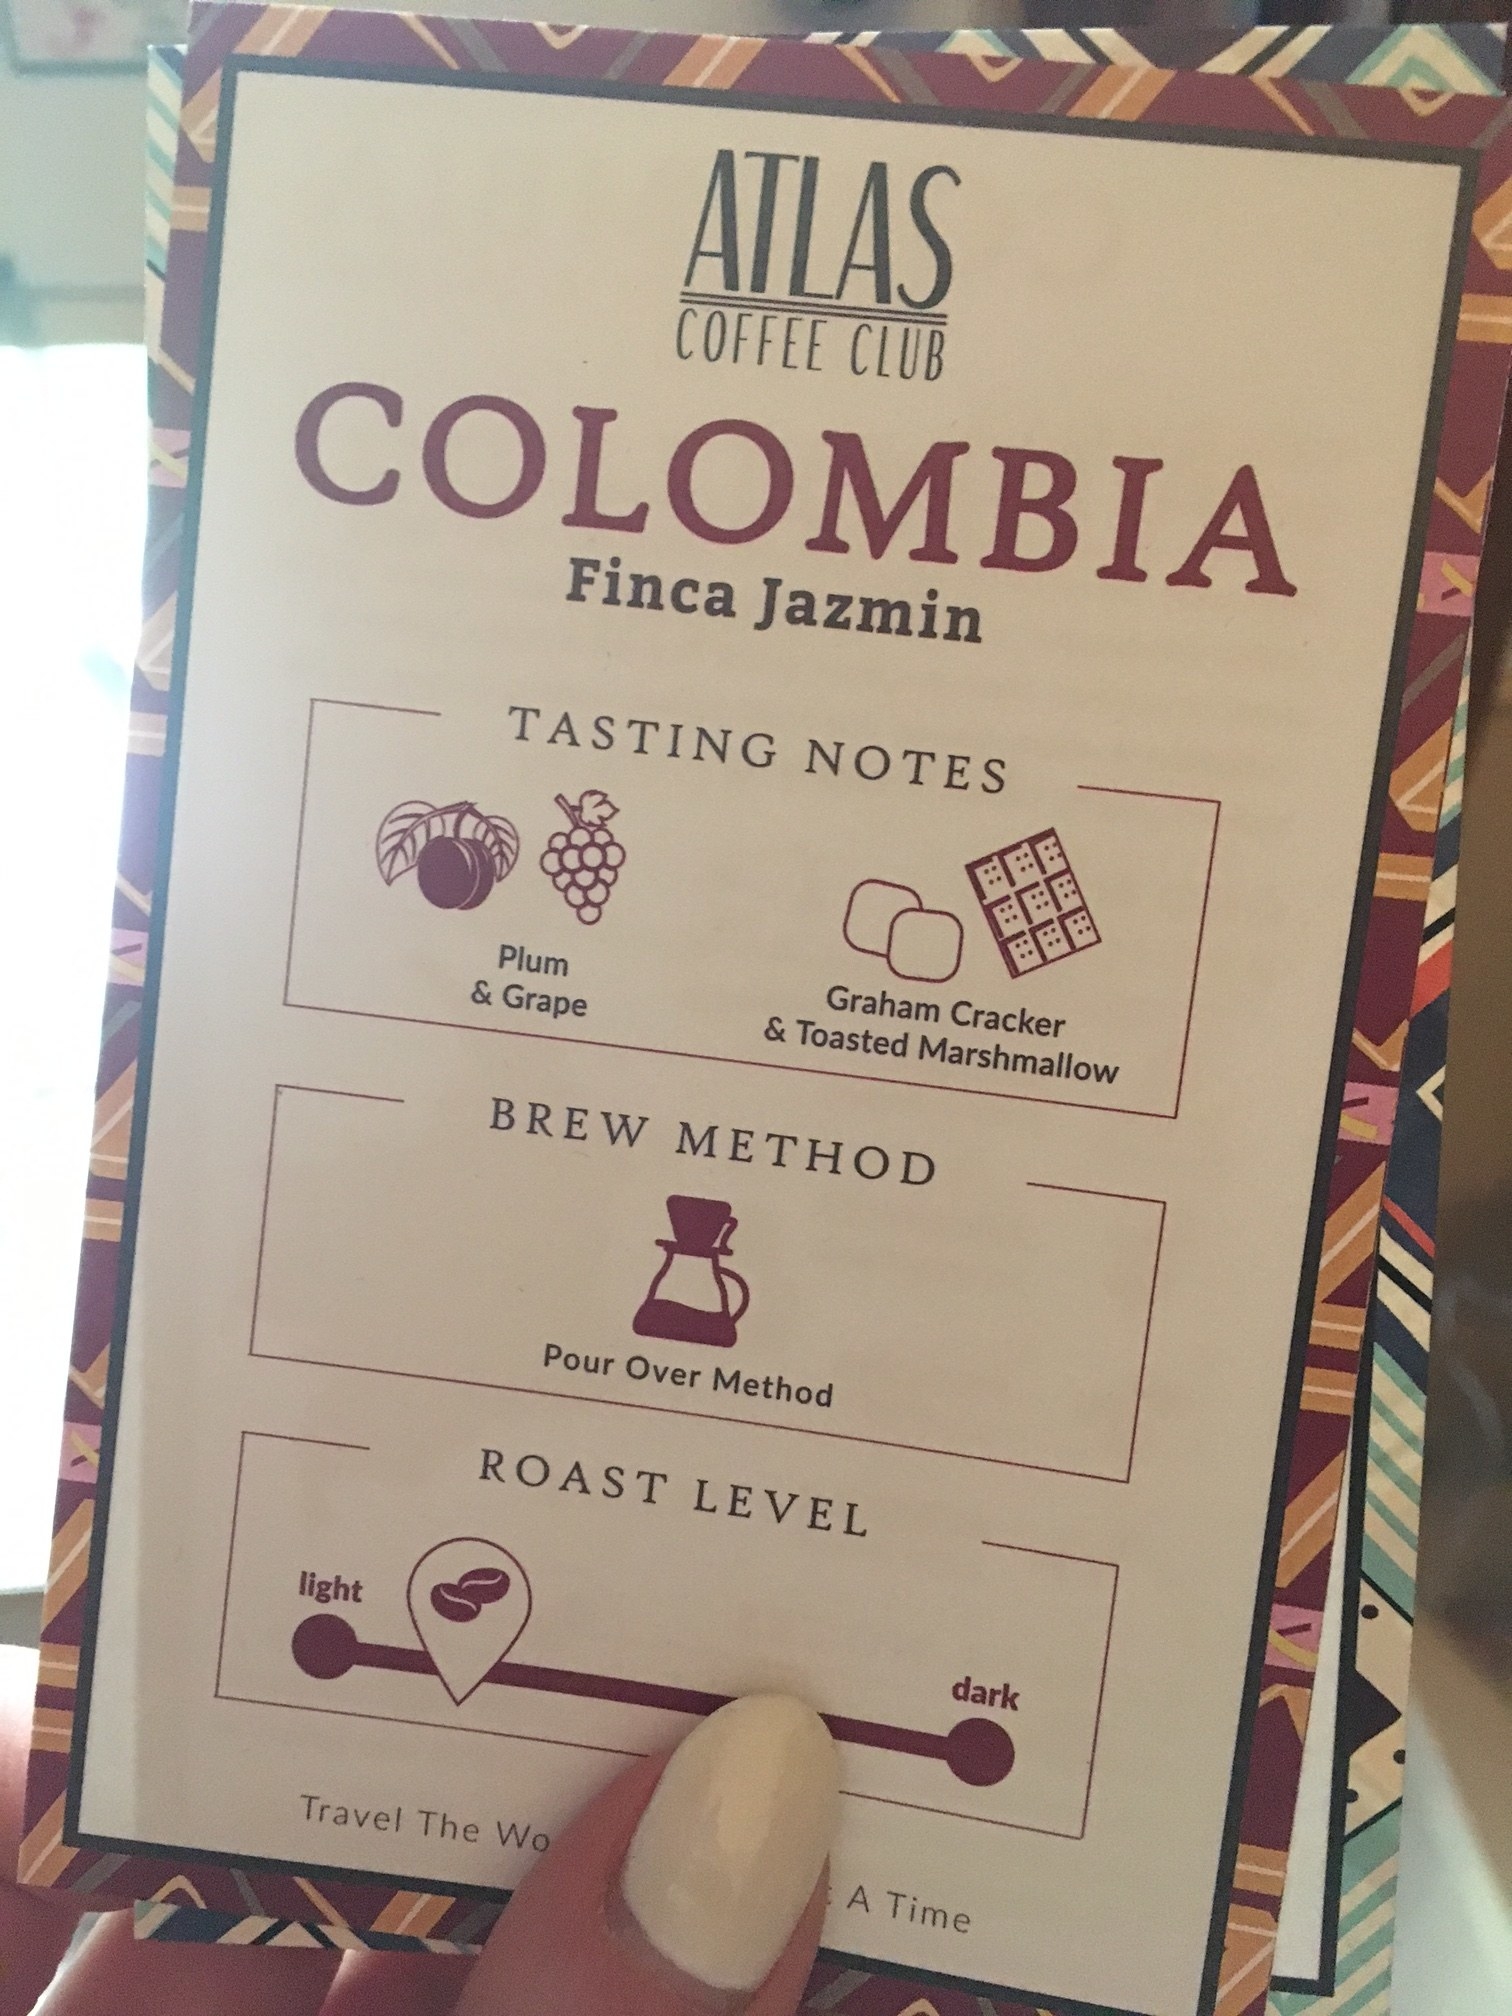 ATLAS
COFFEE CLUB
COLOMBIA
Finca Jazmin
TASTING NOTES
Plum
& Grape
Graham Cracker
& Toasted Marshmallow
BREW METHOD
Pour Over Method
ROAST LEVEL
light
dark
Travel The A Time